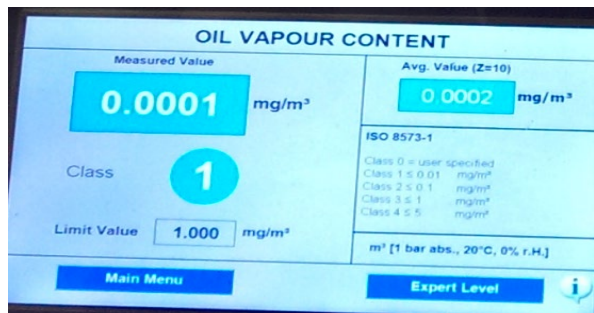 OIL VAPOUR CONTENT
Measured Value
0.0001 mg/m³
Class 1
Limit Value 1.000 mg/m³
Avg. Value (Z=10)
0.0002 mg/m³
ISO 8573-1
Class 0 = user specified
Class 1 ≤ 0.01 mg/m³
Class 2 ≤ 0.1 mg/m³
Class 3 ≤ 1 mg/m³
Class 4 ≤ 5 mg/m³
m³ [1 bar abs., 20°C, 0% r.H.]
Main Menu
Expert Level
i